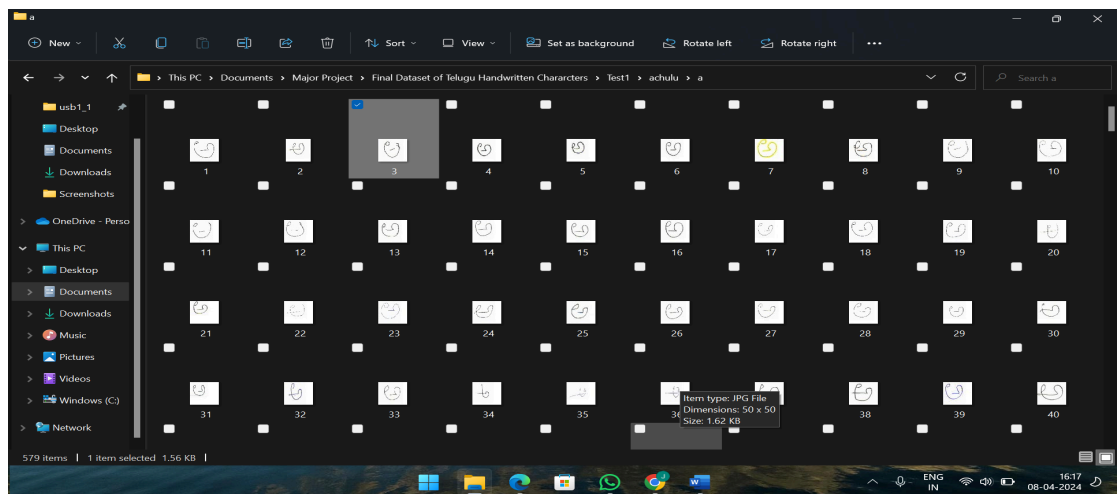 a
New Sort View Set as background Rotate left Rotate right
This PC > Documents > Major Project > Final Dataset of Telugu Handwritten Chararcters > Test1 > achulu > a
Search a
usb1_1
Desktop
Documents
Downloads
Screenshots
OneDrive - Perso
This PC
Desktop
Documents
Downloads
Music
Pictures
Videos
Windows (C:)
Network
1 2 3 4 5 6 7 8 9 10
11 12 13 14 15 16 17 18 19 20
21 22 23 24 25 26 27 28 29 30
31 32 33 34 35 36 38 39 40
Item type: JPG File
Dimensions: 50 x 50
Size: 1.62 KB
579 items 1 item selected 1.56 KB
ENG
IN
16:17
08-04-2024